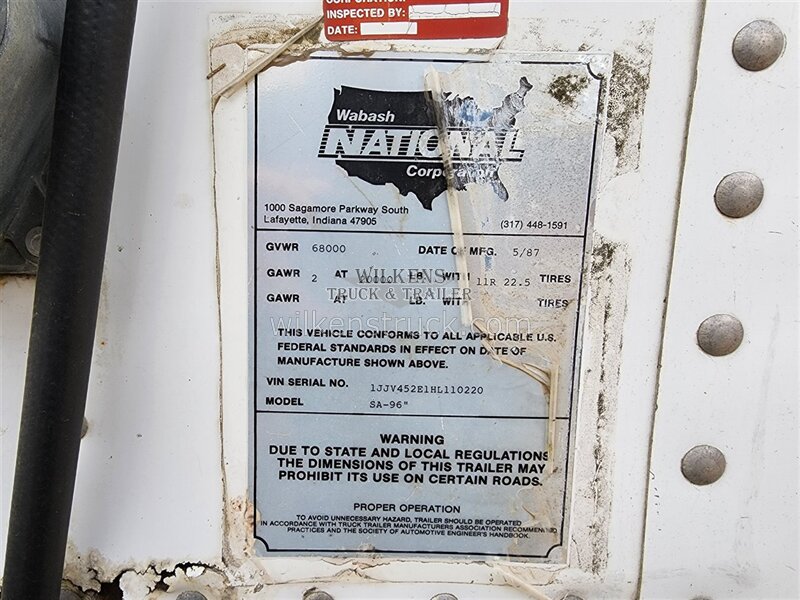 CORPORATION:
INSPECTED BY:
DATE:
Wabash
NATIONAL
Corporation
1000 Sagamore Parkway South
Lafayette, Indiana 47905
(317) 448-1591
GVWR 68000 DATE OF MFG. 5/87
GAWR 2 AT 20000 LB. WITH 11R 22.5 TIRES
GAWR AT LB. WIT TIRES
WILKENS
TRUCK & TRAILER
wilkenstruck.com
THIS VEHICLE CONFORMS TO ALL APPLICABLE U.S.
FEDERAL STANDARDS IN EFFECT ON DATE OF
MANUFACTURE SHOWN ABOVE.
VIN SERIAL NO. 1JJV452E1HL110220
MODEL SA-96"
WARNING
DUE TO STATE AND LOCAL REGULATIONS
THE DIMENSIONS OF THIS TRAILER MAY
PROHIBIT ITS USE ON CERTAIN ROADS.
PROPER OPERATION
TO AVOID UNNECESSARY HAZARD, TRAILER SHOULD BE OPERATED
IN ACCORDANCE WITH TRUCK TRAILER MANUFACTURERS ASSOCIATION RECOMMENDED
PRACTICES AND THE SOCIETY OF AUTOMOTIVE ENGINEER'S HANDBOOK.